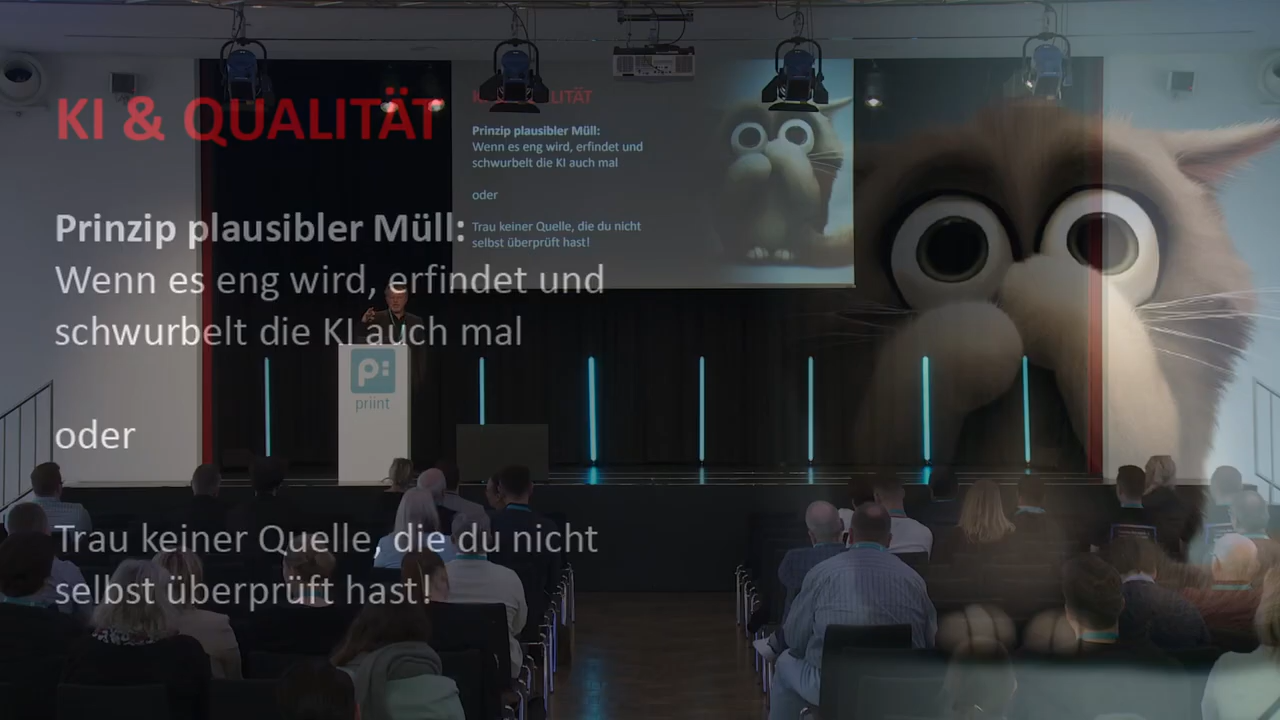 KI & QUALITÄT
Prinzip plausibler Müll:
Wenn es eng wird, erfindet und
schwurbelt die KI auch mal
oder
Trau keiner Quelle, die du nicht
selbst überprüft hast!
KI & QUALITÄT
Prinzip plausibler Müll:
Wenn es eng wird, erfindet und
schwurbelt die KI auch mal
oder
Trau keiner Quelle, die du nicht
selbst überprüft hast!
p:
priint